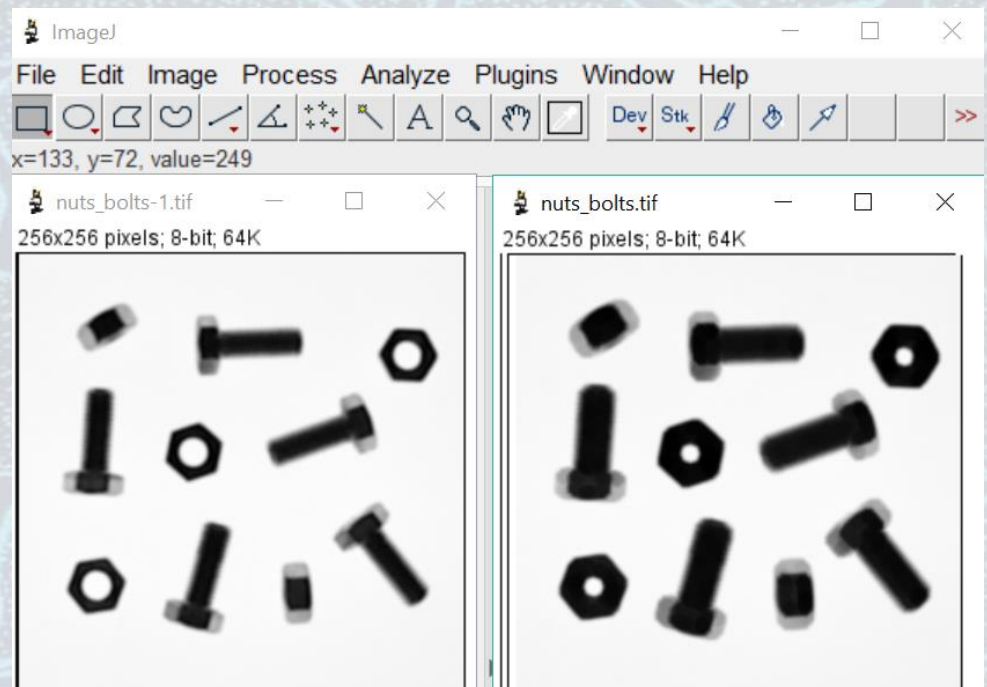 ImageJ
File Edit Image Process Analyze Plugins Window Help
A Dev Stk >>
x=133, y=72, value=249
nuts_bolts-1.tif
256x256 pixels; 8-bit; 64K
nuts_bolts.tif
256x256 pixels; 8-bit; 64K